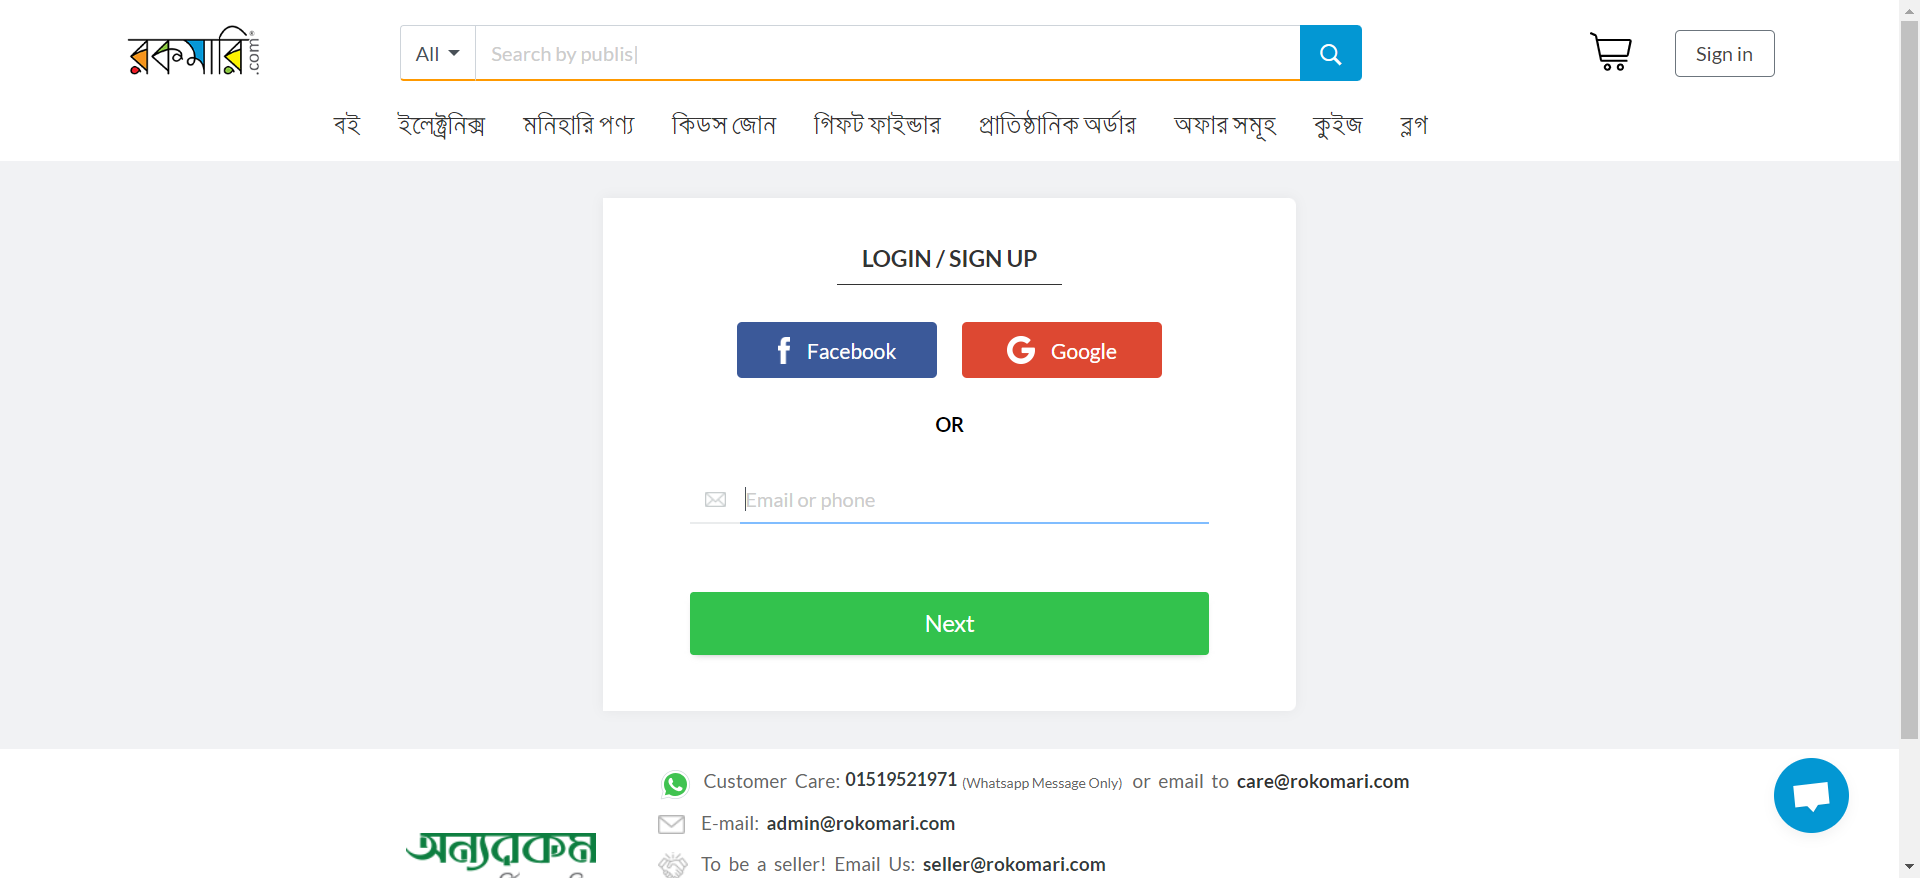 রকমারি.com
All
Search by publis
Sign in
বই ইলেক্ট্রনিক্স মনিহারি পণ্য কিডস জোন গিফট ফাইন্ডার প্রাতিষ্ঠানিক অর্ডার অফার সমূহ কুইজ ব্লগ
LOGIN / SIGN UP
Facebook
Google
OR
Email or phone
Next
Customer Care: 01519521971 (Whatsapp Message Only) or email to care@rokomari.com
E-mail: admin@rokomari.com
অন্যরকম
To be a seller! Email Us: seller@rokomari.com